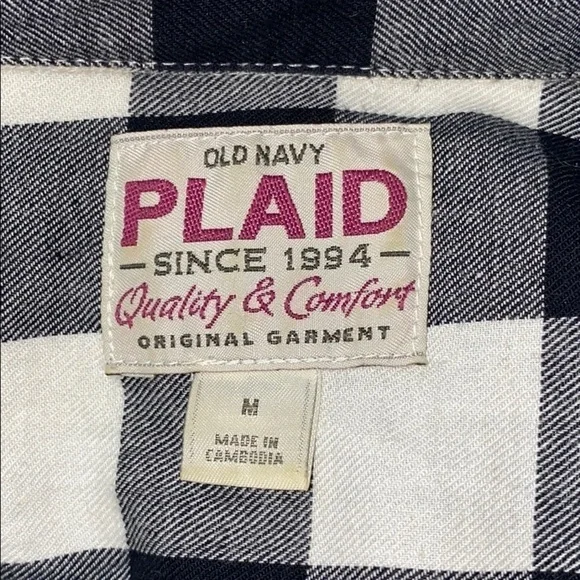 OLD NAVY
PLAID
— SINCE 1994 —
Quality & Comfort
ORIGINAL GARMENT
M
MADE IN
CAMBODIA